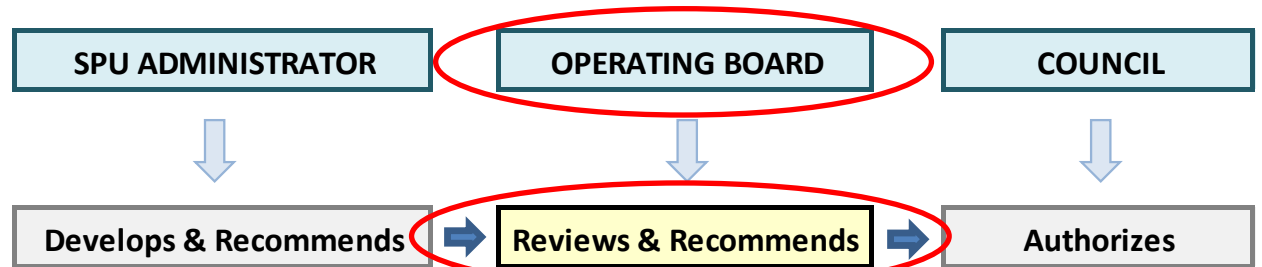 SPU ADMINISTRATOR
OPERATING BOARD
COUNCIL
Develops & Recommends
Reviews & Recommends
Authorizes